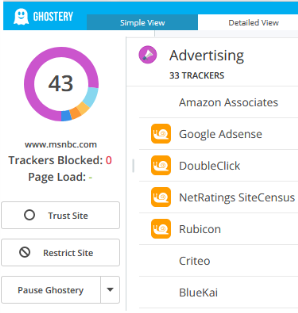 GHOSTERY
Simple View
Detailed View
43
www.msnbc.com
Trackers Blocked: 0
Page Load: -
Trust Site
Restrict Site
Pause Ghostery
Advertising
33 TRACKERS
Amazon Associates
Google Adsense
DoubleClick
NetRatings SiteCensus
Rubicon
Criteo
BlueKai